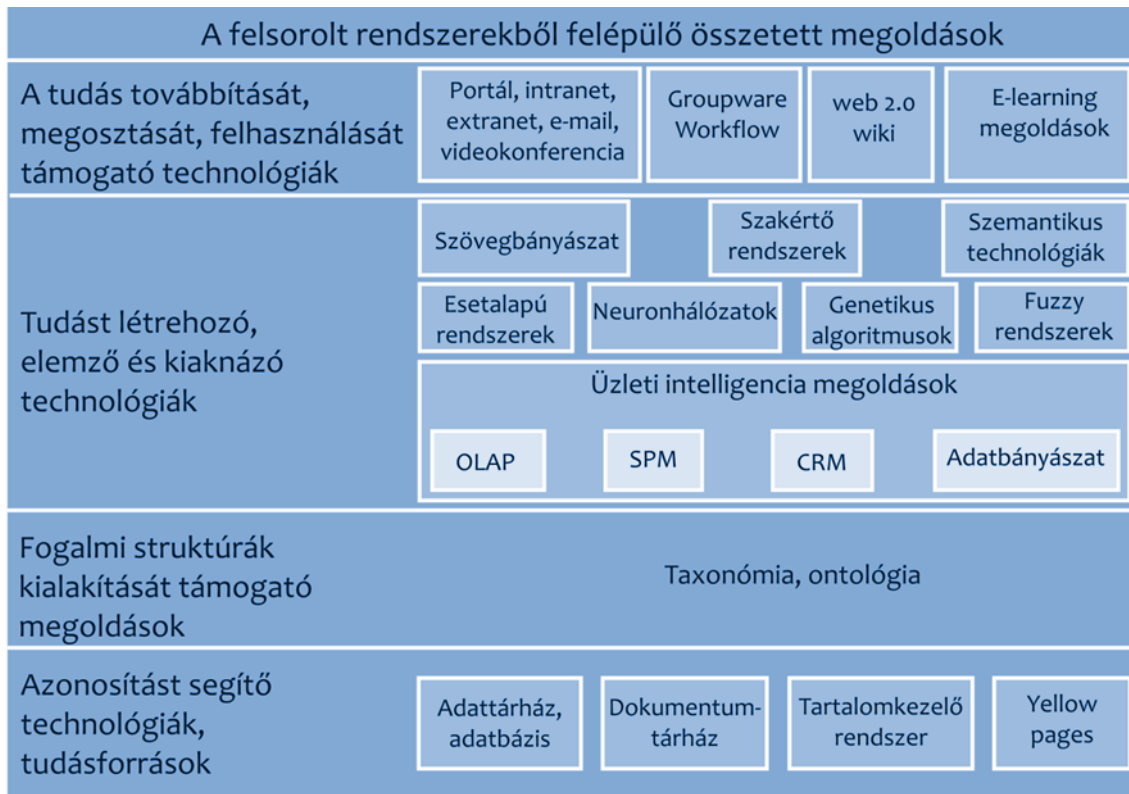 A felsorolt rendszerekből felépülő összetett megoldások
A tudás továbbítását,
megosztását, felhasználását
támogató technológiák
Portál, intranet,
extranet, e-mail,
videokonferencia
Groupware
Workflow
web 2.0
wiki
E-learning
megoldások
Tudást létrehozó,
elemző és kiaknázó
technológiák
Szövegbányászat
Szakértő
rendszerek
Szemantikus
technológiák
Esetalapú
rendszerek
Neuronhálózatok
Genetikus
algoritmusok
Fuzzy
rendszerek
Üzleti intelligencia megoldások
OLAP
SPM
CRM
Adatbányászat
Fogalmi struktúrák
kialakítását támogató
megoldások
Taxonómia, ontológia
Azonosítást segítő
technológiák,
tudásforrások
Adattárház,
adatbázis
Dokumentum-
tárház
Tartalomkezelő
rendszer
Yellow
pages